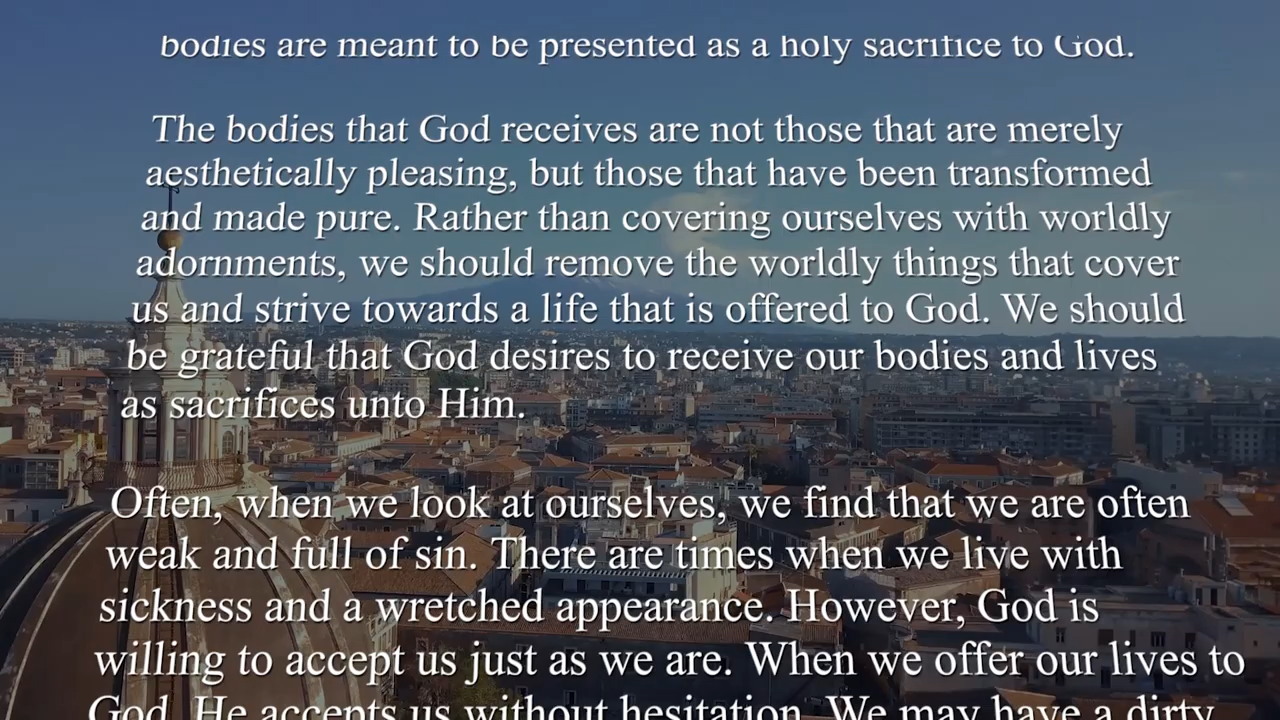 bodies are meant to be presented as a holy sacrifice to God.
The bodies that God receives are not those that are merely
aesthetically pleasing, but those that have been transformed
and made pure. Rather than covering ourselves with worldly
adornments, we should remove the worldly things that cover
us and strive towards a life that is offered to God. We should
be grateful that God desires to receive our bodies and lives
as sacrifices unto Him.
Often, when we look at ourselves, we find that we are often
weak and full of sin. There are times when we live with
sickness and a wretched appearance. However, God is
willing to accept us just as we are. When we offer our lives to
God, He accepts us without hesitation. We may have a dirty